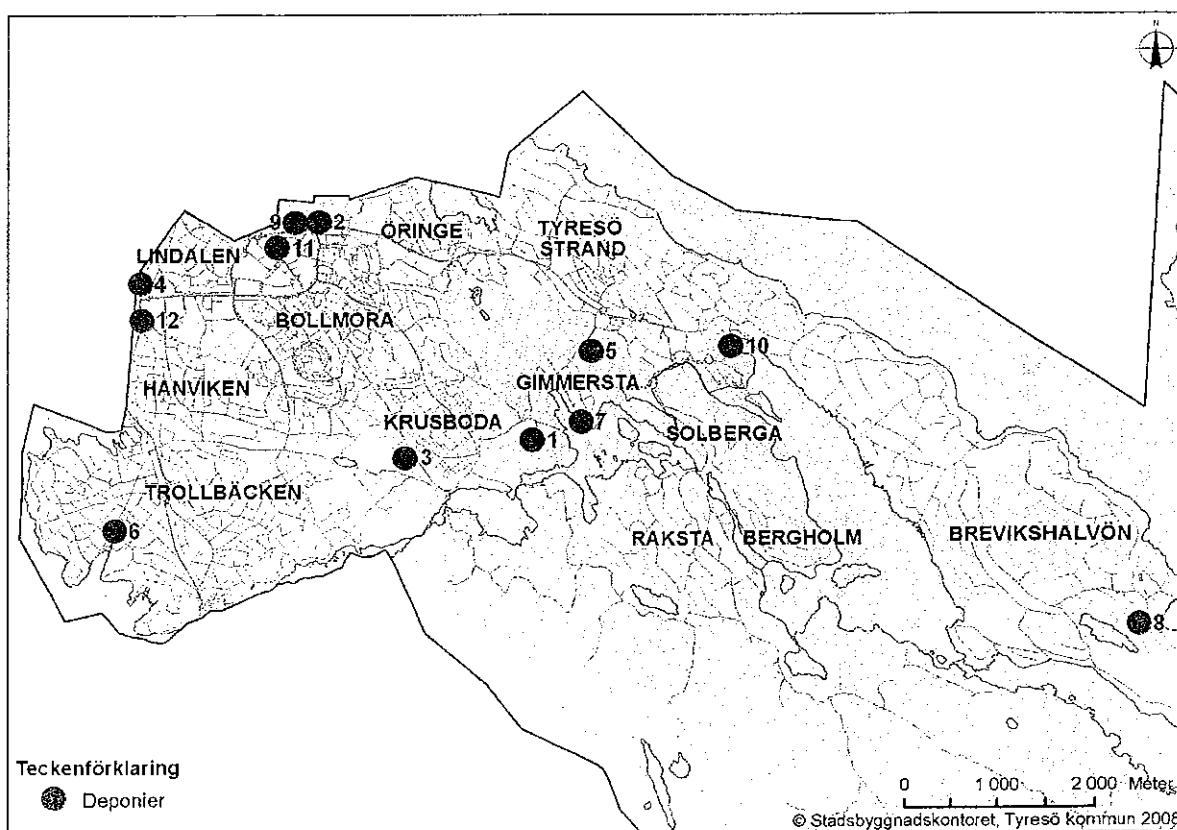 N
9 2
11
ÖRINGE
TYRESÖ
STRAND
LINDALEN
4
12
BOLLMORA
5
10
HANVIKEN
GIMMERSTA
KRUSBODA
7
SOLBERGA
1
3
TROLLBÄCKEN
6
RAKSTA
BERGHOLM
BREVIKSHALVÖN
8
Teckenförklaring
Deponier
0 1 000 2 000 Meter
© Stadsbyggnadskontoret, Tyresö kommun 2008